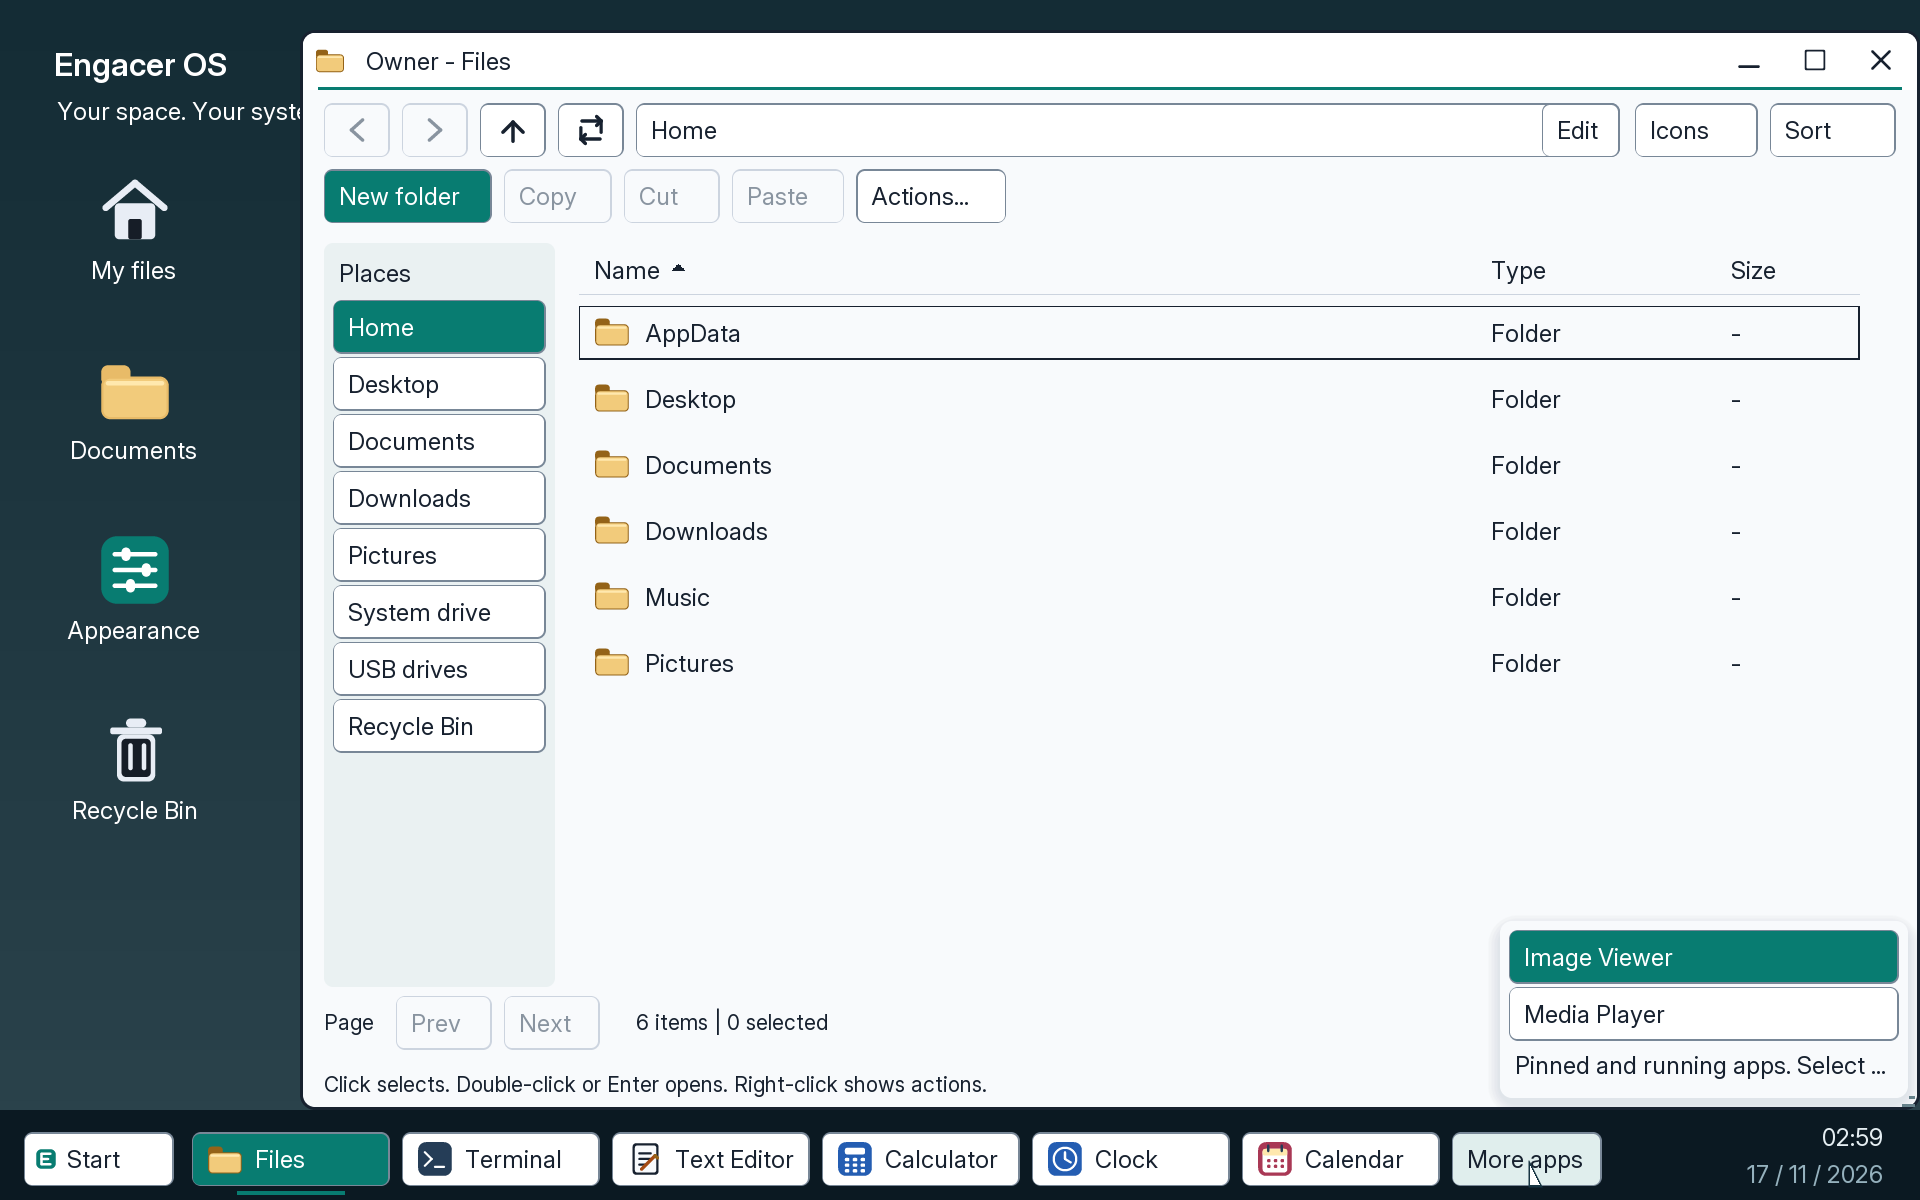 Engacer OS
Your space. Your syste
My files
Documents
Appearance
Recycle Bin
Owner - Files
Home
Edit
Icons
Sort
New folder
Copy
Cut
Paste
Actions...
Places
Home
Desktop
Documents
Downloads
Pictures
System drive
USB drives
Recycle Bin
Name Type Size
AppData Folder -
Desktop Folder -
Documents Folder -
Downloads Folder -
Music Folder -
Pictures Folder -
Page Prev Next 6 items | 0 selected
Click selects. Double-click or Enter opens. Right-click shows actions.
Image Viewer
Media Player
Pinned and running apps. Select ...
E Start
Files
Terminal
Text Editor
Calculator
Clock
Calendar
More apps
02:59
17 / 11 / 2026